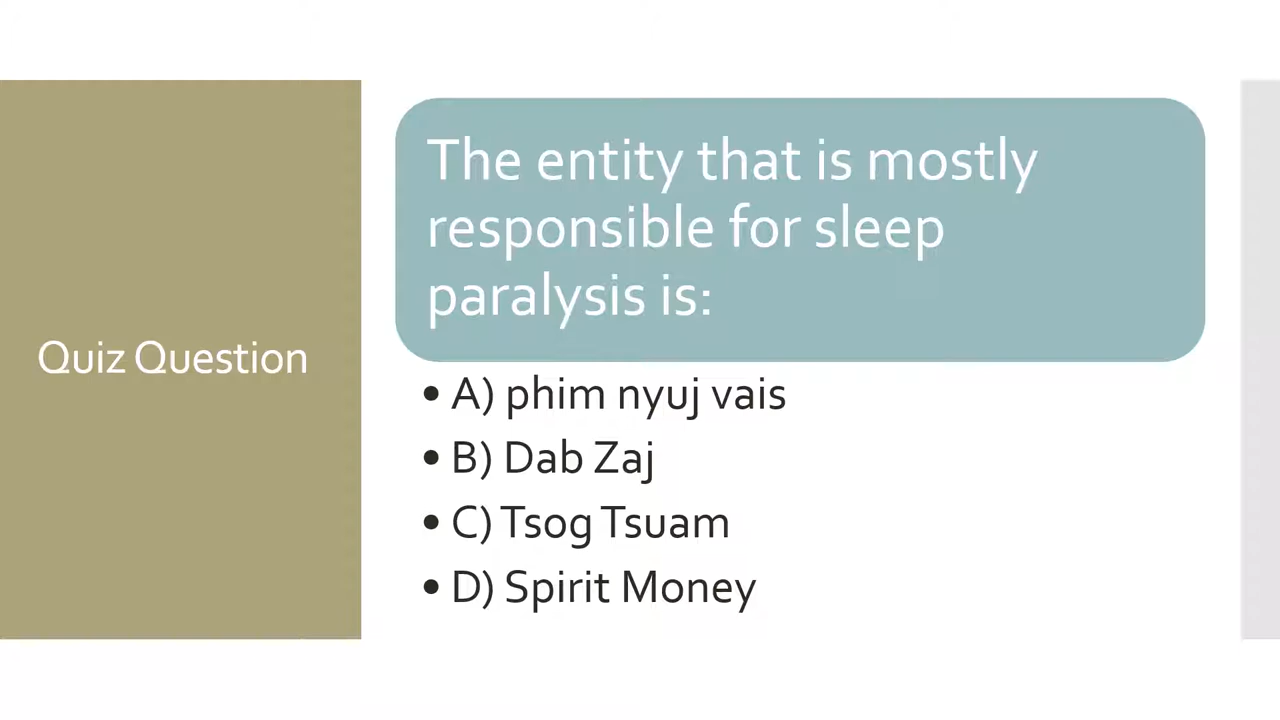 Quiz Question
The entity that is mostly
responsible for sleep
paralysis is:
• A) phim nyuj vais
• B) Dab Zaj
• C) Tsog Tsuam
• D) Spirit Money